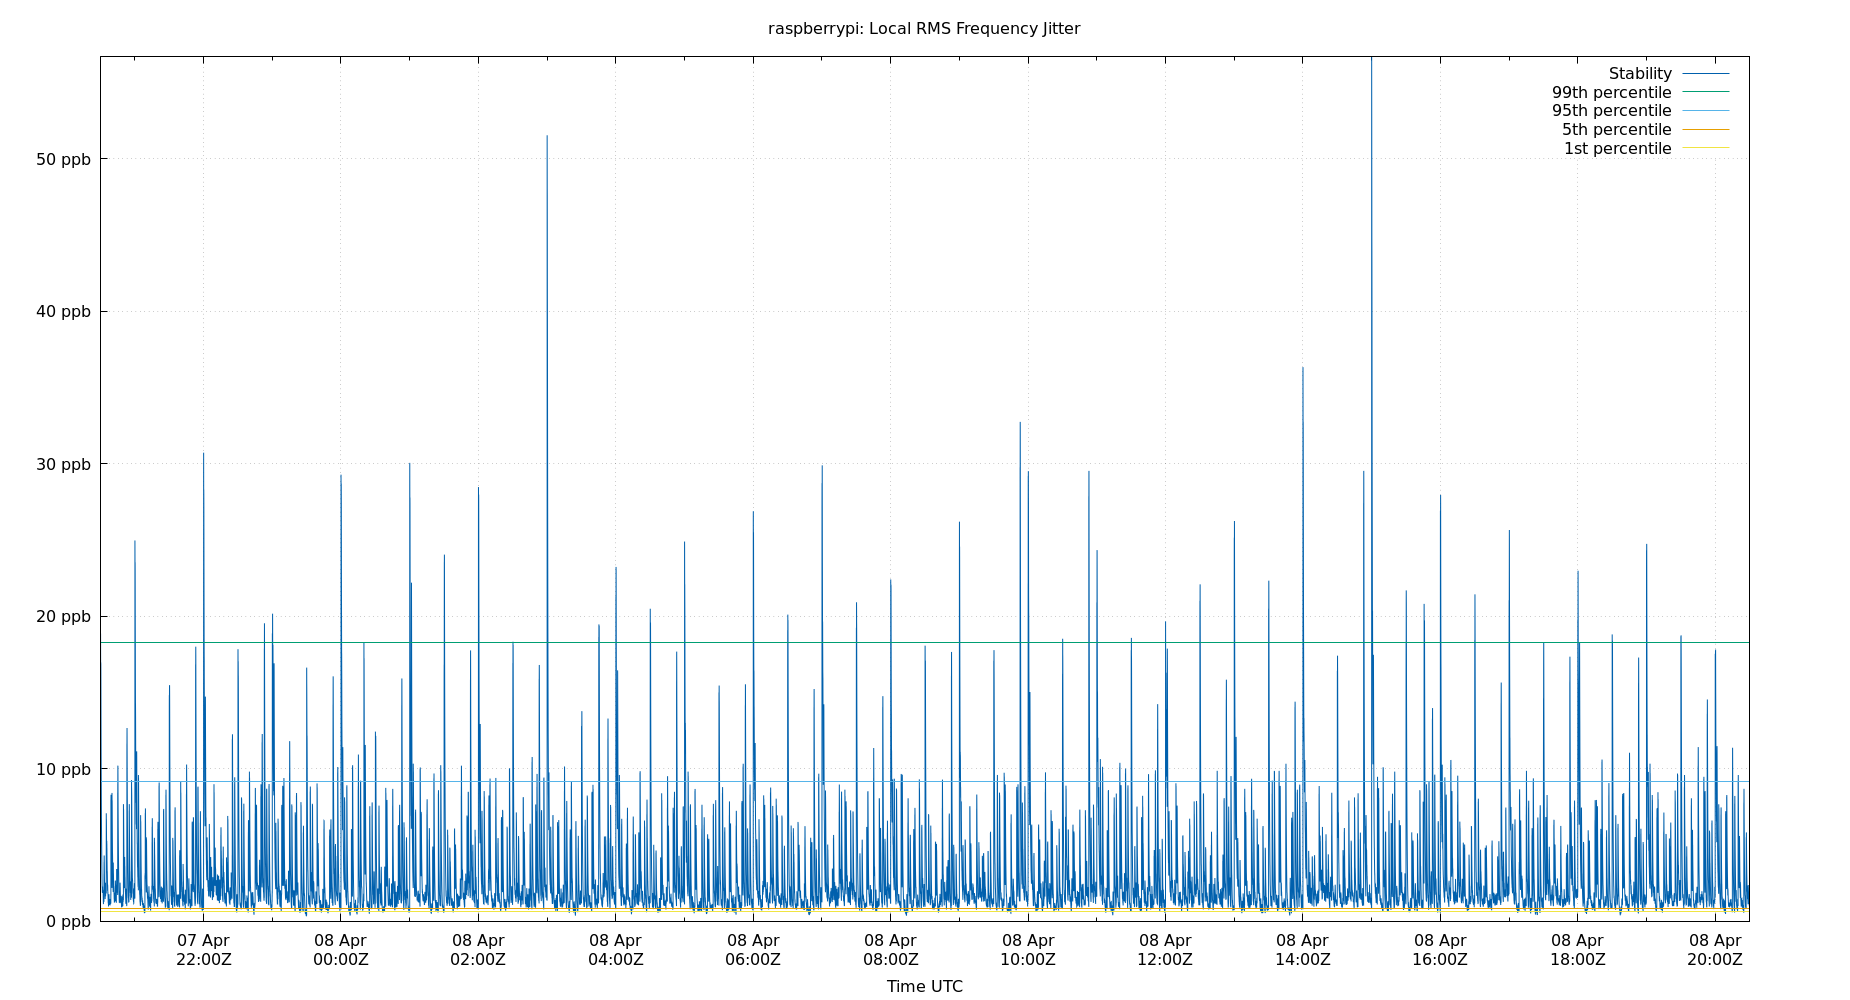 raspberrypi: Local RMS Frequency Jitter
Stability
99th percentile
95th percentile
5th percentile
1st percentile
50 ppb
40 ppb
30 ppb
20 ppb
10 ppb
0 ppb
07 Apr 08 Apr 08 Apr 08 Apr 08 Apr 08 Apr 08 Apr 08 Apr 08 Apr 08 Apr 08 Apr 08 Apr
22:00Z 00:00Z 02:00Z 04:00Z 06:00Z 08:00Z 10:00Z 12:00Z 14:00Z 16:00Z 18:00Z 20:00Z
Time UTC